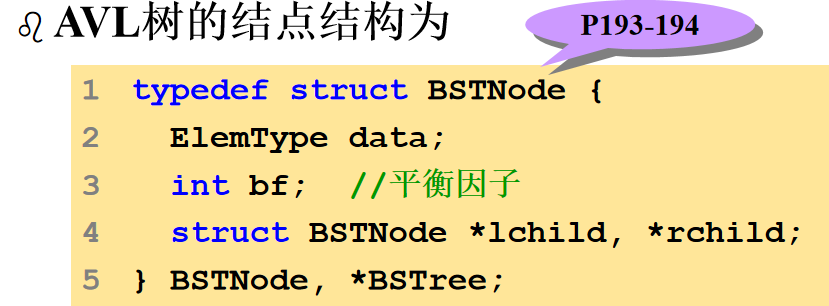 ♌ AVL树的结点结构为
P193-194
1 typedef struct BSTNode {
2 ElemType data;
3 int bf; //平衡因子
4 struct BSTNode *lchild, *rchild;
5 } BSTNode, *BSTree;